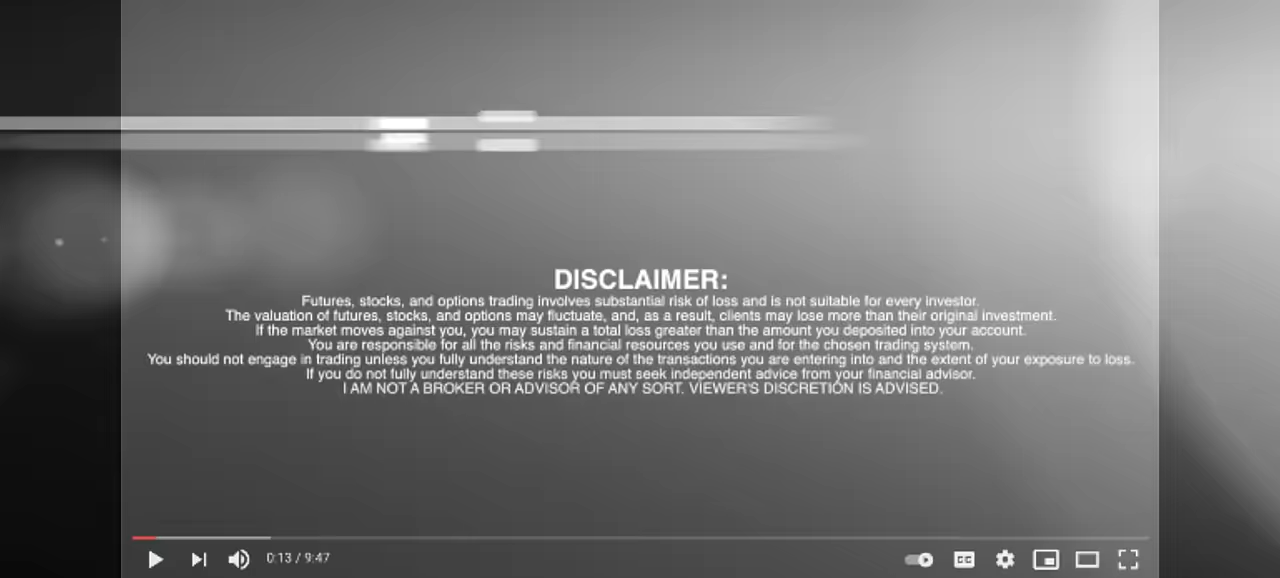 DISCLAIMER:
Futures, stocks, and options trading involves substantial risk of loss and is not suitable for every investor.
The valuation of futures, stocks, and options may fluctuate, and, as a result, clients may lose more than their original investment.
If the market moves against you, you may sustain a total loss greater than the amount you deposited into your account.
You are responsible for all the risks and financial resources you use and for the chosen trading system.
You should not engage in trading unless you fully understand the nature of the transactions you are entering into and the extent of your exposure to loss.
If you do not fully understand these risks you must seek independent advice from your financial advisor.
I AM NOT A BROKER OR ADVISOR OF ANY SORT. VIEWER'S DISCRETION IS ADVISED.
0:13 / 9:47
CC